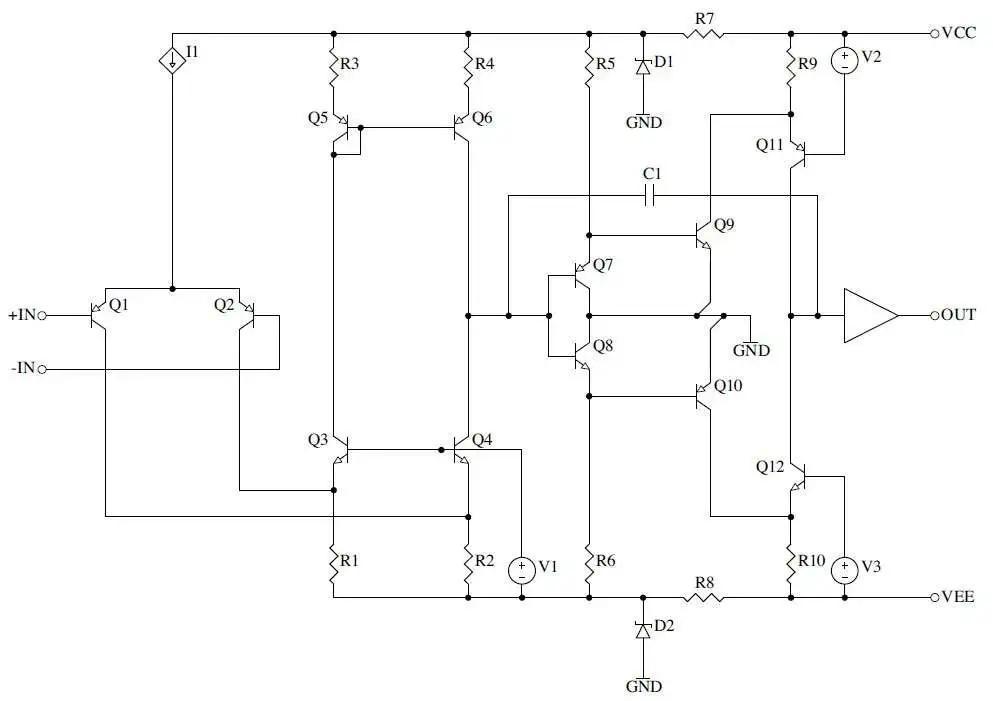 R7
VCC
I1
R3
R4
R5
D1
R9
V2
GND
Q5
Q6
Q11
C1
Q9
Q7
Q1
Q2
+IN
OUT
Q8
GND
-IN
Q10
Q3
Q4
Q12
R1
R2
V1
R6
R8
R10
V3
VEE
D2
GND